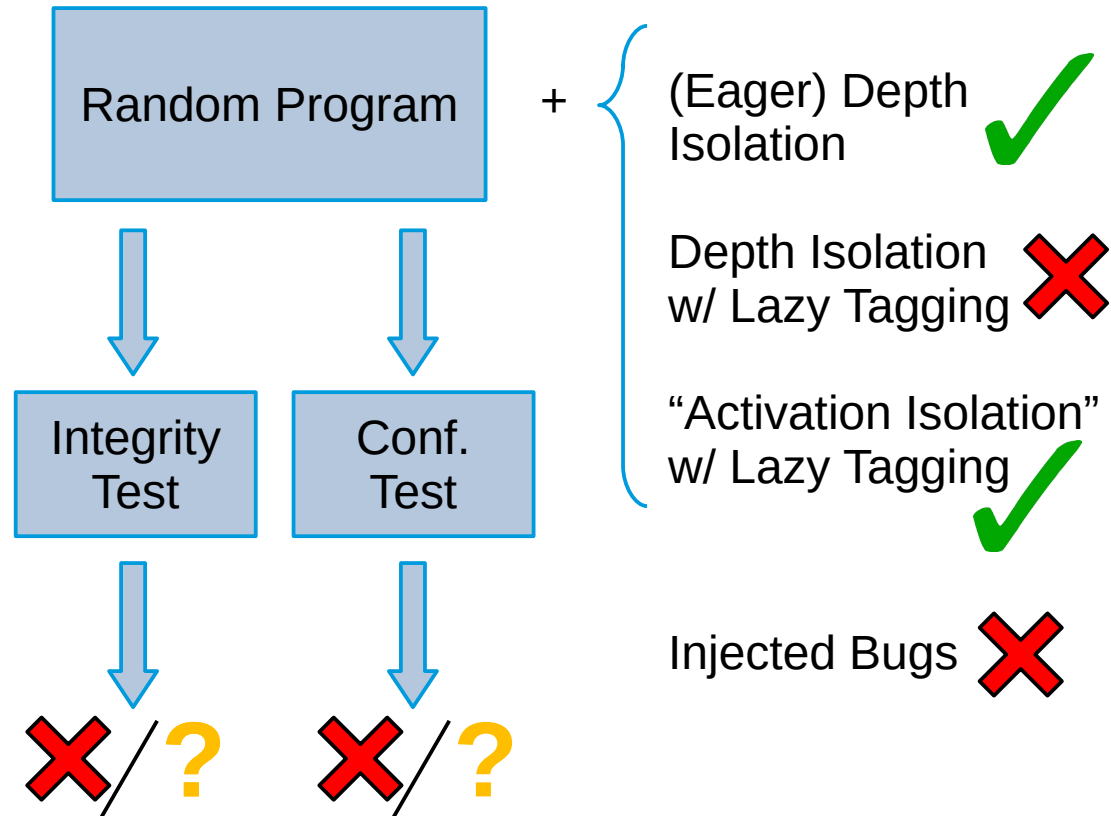 Random Program
+
(Eager) Depth
Isolation
Depth Isolation
w/ Lazy Tagging
“Activation Isolation”
w/ Lazy Tagging
Injected Bugs
Integrity
Test
Conf.
Test
/?
/?